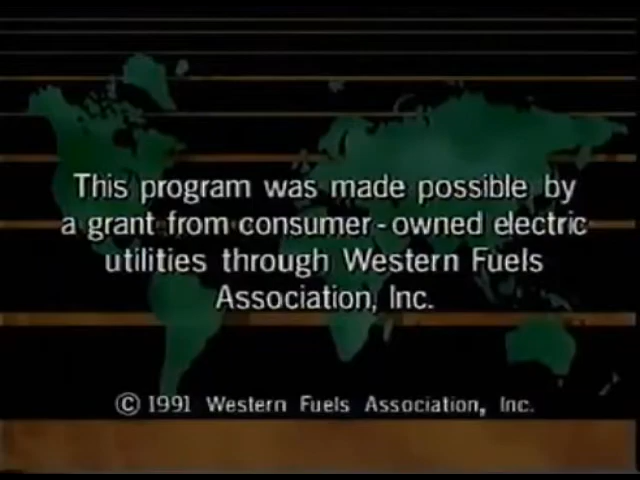 This program was made possible by
a grant from consumer-owned electric
utilities through Western Fuels
Association, Inc.
© 1991 Western Fuels Association, Inc.